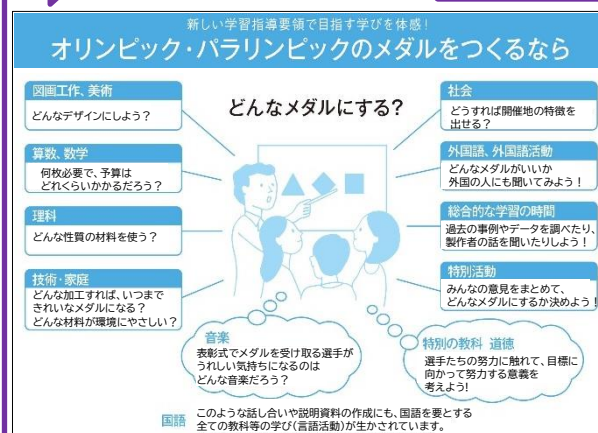 新しい学習指導要領で目指す学びを体感！
オリンピック・パラリンピックのメダルをつくるなら
どんなメダルにする?
図画工作、美術
どんなデザインにしよう？
算数、数学
何枚必要で、予算は
どれくらいかかるだろう？
理科
どんな性質の材料を使う？
技術・家庭
どんな加工すれば、いつまで
きれいなメダルになる？
どんな材料が環境にやさしい？
社会
どうすれば開催地の特徴を
出せる？
外国語、外国語活動
どんなメダルがいいか
外国の人にも聞いてみよう！
総合的な学習の時間
過去の事例やデータを調べたり、
製作者の話を聞いたりしよう！
特別活動
みんなの意見をまとめて、
どんなメダルにするか決めよう！
音楽
表彰式でメダルを受け取る選手が
うれしい気持ちになるのは
どんな音楽だろう？
特別の教科 道徳
選手たちの努力に触れて、目標に
向かって努力する意義を
考えよう!
国語 このような話し合いや説明資料の作成にも、国語を要とする
全ての教科等の学び(言語活動)が生かされています。